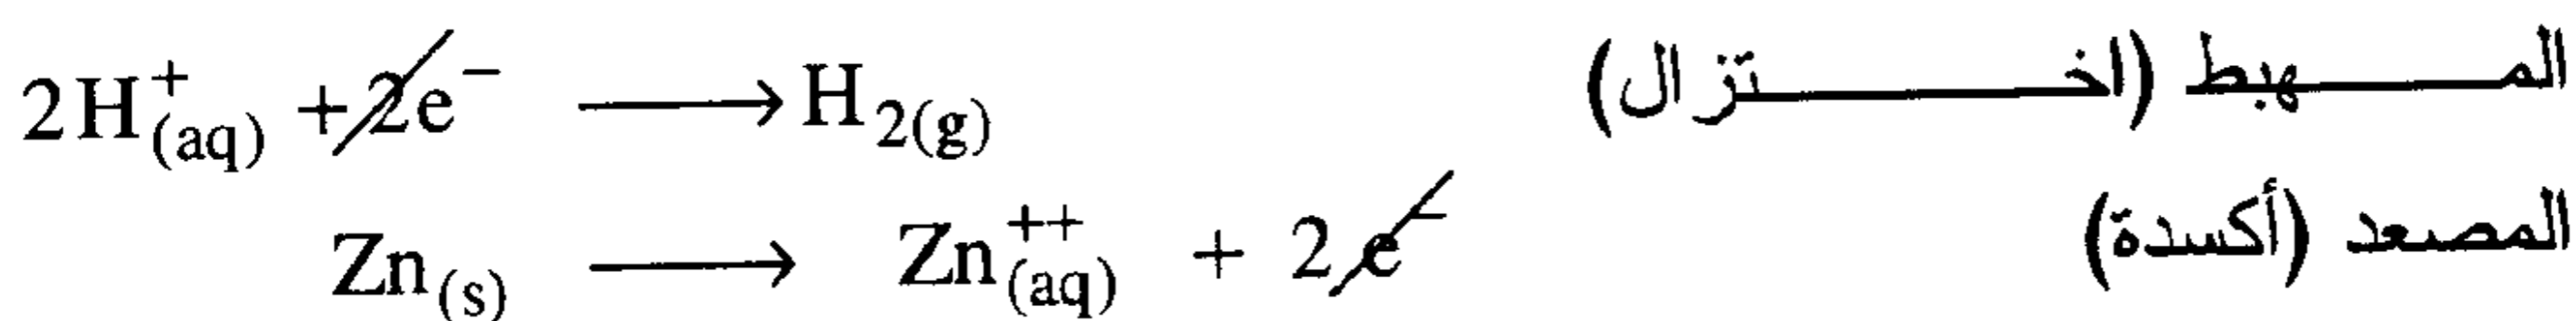 المهبط (اختزال) 2H⁺(aq) + 2e⁻ ⟶ H₂(g)
المصعد (أكسدة) Zn(s) ⟶ Zn⁺⁺(aq) + 2e⁻